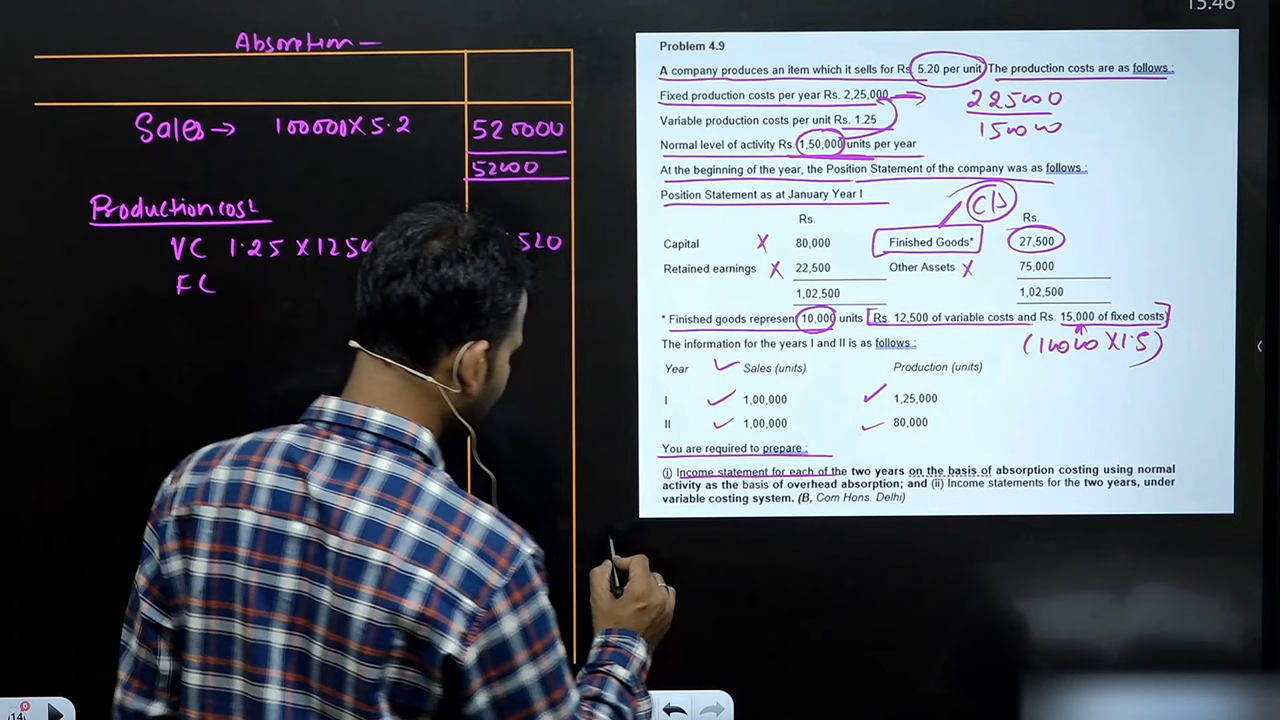 15:46
Absorption —
Sales → 100000 X 5.2 520000
52000
Production cost
VC 1.25 X 1250 520
FC
Problem 4.9
A company produces an item which it sells for Rs 5.20 per unit. The production costs are as follows :
Fixed production costs per year Rs. 2,25,000
225000
Variable production costs per unit Rs. 1.25
150000
Normal level of activity Rs. 1,50,000 units per year
At the beginning of the year, the Position Statement of the company was as follows :
Position Statement as at January Year I
Rs. Rs.
Capital X 80,000 Finished Goods* 27,500
Retained earnings X 22,500 Other Assets X 75,000
1,02,500 1,02,500
* Finished goods represent 10,000 units Rs. 12,500 of variable costs and Rs. 15,000 of fixed costs
(10000 X 1.5)
The information for the years I and II is as follows :
Year Sales (units) Production (units)
I 1,00,000 1,25,000
II 1,00,000 80,000
You are required to prepare :
(i) Income statement for each of the two years on the basis of absorption costing using normal
activity as the basis of overhead absorption; and (ii) Income statements for the two years, under
variable costing system. (B, Com Hons. Delhi)